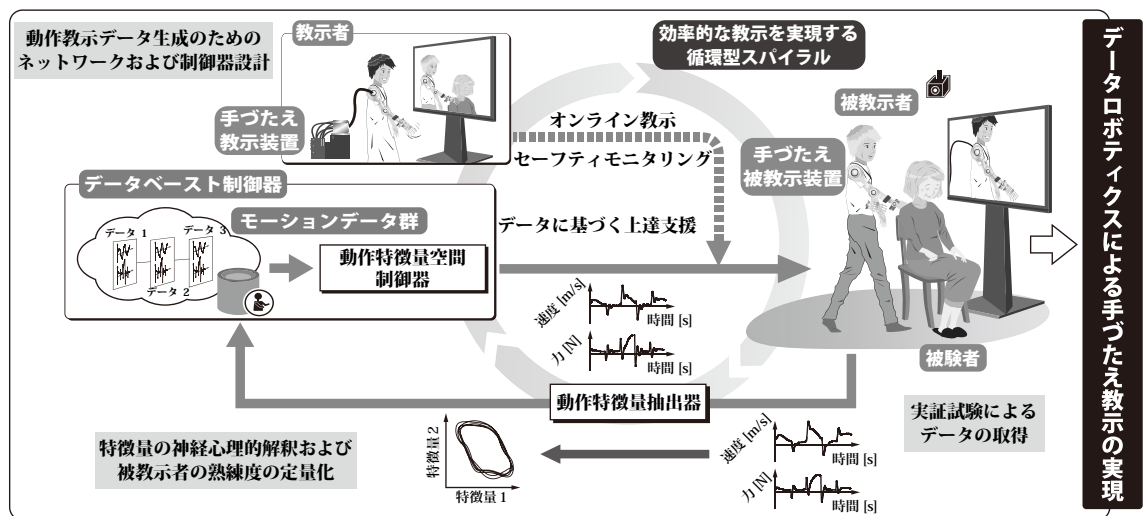 動作教示データ生成のための
ネットワークおよび制御器設計
教示者
手づたえ
教示装置
効率的な教示を実現する
循環型スパイラル
オンライン教示
セーフティモニタリング
被教示者
手づたえ
被教示装置
データベースト制御器
モーションデータ群
データ 1
データ 3
データ 2
動作特徴量空間
制御器
データに基づく上達支援
速度 [m/s]
時間 [s]
力 [N]
時間 [s]
被験者
動作特徴量抽出器
実証試験による
データの取得
特徴量の神経心理的解釈および
被教示者の熟練度の定量化
特徴量 2
特徴量 1
速度 [m/s]
時間 [s]
力 [N]
時間 [s]
データロボティクスによる手づたえ教示の実現